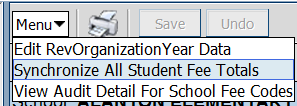 Menu▼ Save Undo
Edit RevOrganizationYear Data
Synchronize All Student Fee Totals
View Audit Detail For School Fee Codes